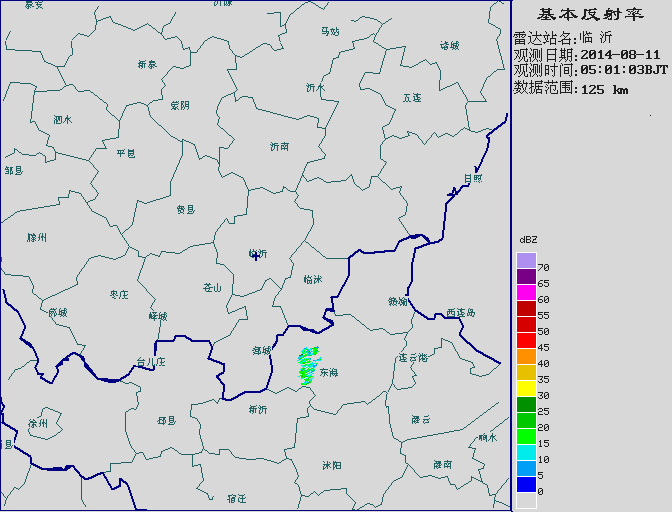 基本反射率
雷达站名:临 沂
观测日期:2014-08-11
观测时间:05:01:03BJT
数据范围:125 km
dBZ
70
65
60
55
50
45
40
35
30
25
20
15
10
5
0
泰安
马站
诸城
新泰
沂水
五莲
蒙阴
泗水
沂南
平邑
邹县
日照
费县
滕州
临沂
临沭
苍山
枣庄
赣榆
西连岛
峄城
郯城
台儿庄
连云港
东海
新沂
邳县
徐州
灌云
响水
县
沭阳
灌南
宿迁